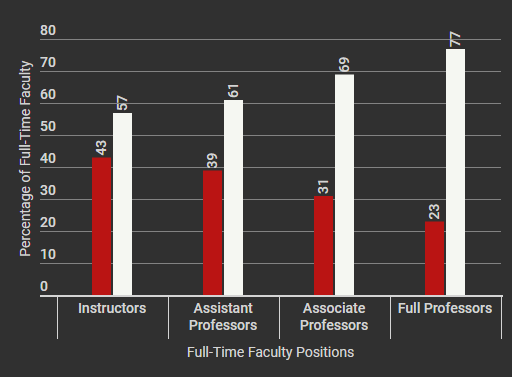 80
70
60
50
40
30
20
10
0
Percentage of Full-Time Faculty
43
57
39
61
31
69
23
77
Instructors
Assistant
Professors
Associate
Professors
Full Professors
Full-Time Faculty Positions